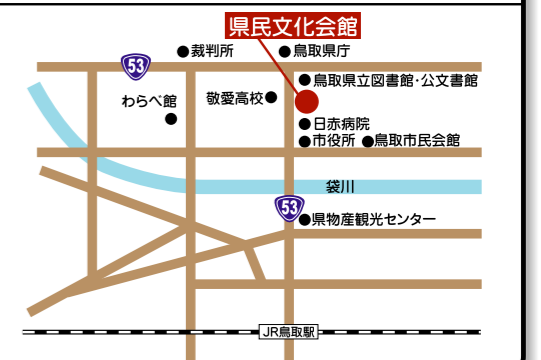 県民文化会館
53
●裁判所
●鳥取県庁
●鳥取県立図書館・公文書館
わらべ館
敬愛高校●
●日赤病院
●市役所 ●鳥取市民会館
袋川
53
●県物産観光センター
JR鳥取駅